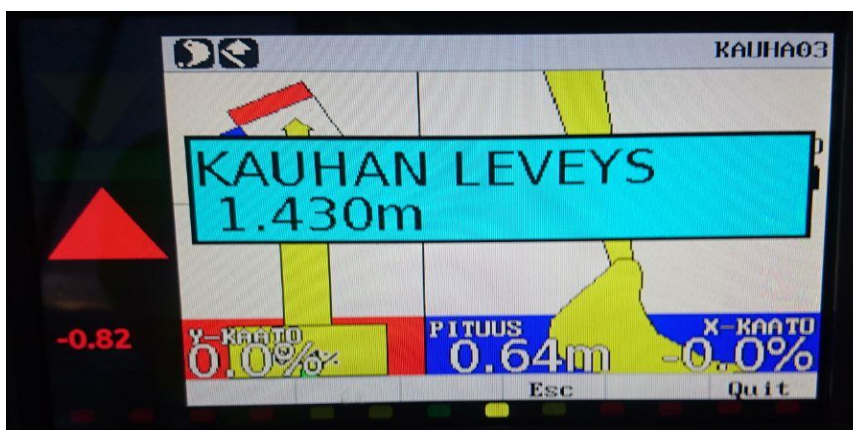 KAUHA03
KAUHAN LEVEYS
1.430m
-0.82
Y-KAATO
0.0%
PITUUS
0.64m
X-KAATO
-0.0%
Esc
Quit